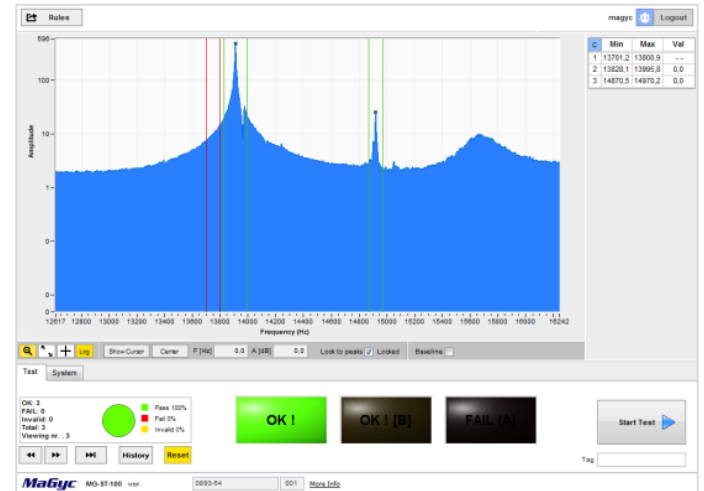 Rules
magyc Logout
596
100
10
1
0
0
0
Amplitude
12617 12800 13000 13200 13400 13600 13800 14000 14200 14400 14600 14800 15000 15200 15400 15600 15800 16000 16242
Frequency (Hz)
C Min Max Val
1 13701,2 13800,9 --
2 13828,1 13995,8 0,0
3 14870,5 14970,2 0,0
Log Show Cursor Center F [Hz] 0,0 A [dB] 0,0 Lock to peaks Locked Baseline
Test System
OK: 3
FAIL: 0
Invalid: 0
Total: 3
Viewing nr. : 3
Pass 100%
Fail 0%
Invalid 0%
History Reset
OK !
OK ! [B]
FAIL (A)
Start Test
Tag
MaGyc MG-ST-100 ver. 0893-54 001 More Info